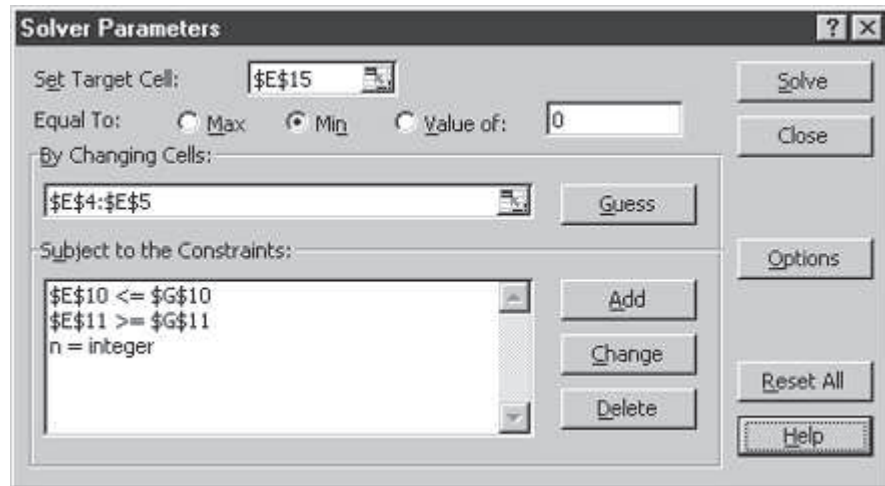 Solver Parameters
Set Target Cell: $E$15 Solve
Equal To: Max Min Value of: 0 Close
By Changing Cells:
$E$4:$E$5 Guess
Subject to the Constraints: Options
$E$10 <= $G$10 Add
$E$11 >= $G$11
n = integer Change
Reset All
Delete
Help